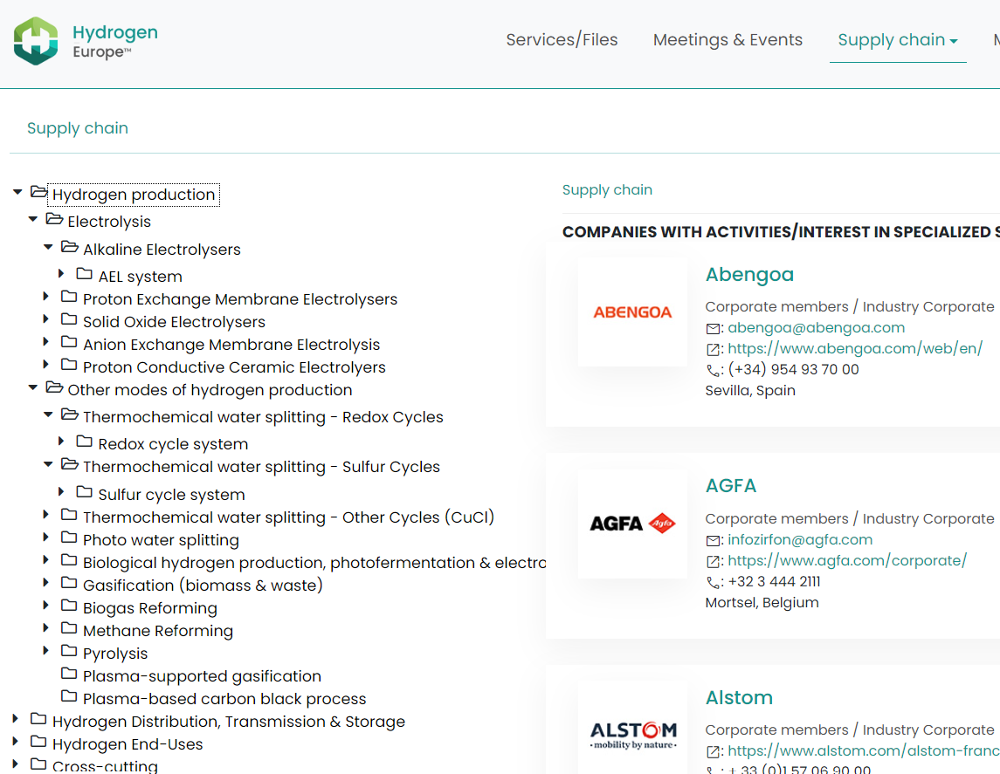 Hydrogen
Europe™
Services/Files
Meetings & Events
Supply chain
Supply chain
Hydrogen production
Electrolysis
Alkaline Electrolysers
AEL system
Proton Exchange Membrane Electrolysers
Solid Oxide Electrolysers
Anion Exchange Membrane Electrolysis
Proton Conductive Ceramic Electrolyers
Other modes of hydrogen production
Thermochemical water splitting - Redox Cycles
Redox cycle system
Thermochemical water splitting - Sulfur Cycles
Sulfur cycle system
Thermochemical water splitting - Other Cycles (CuCl)
Photo water splitting
Biological hydrogen production, photofermentation & electro
Gasification (biomass & waste)
Biogas Reforming
Methane Reforming
Pyrolysis
Plasma-supported gasification
Plasma-based carbon black process
Hydrogen Distribution, Transmission & Storage
Hydrogen End-Uses
Cross-cutting
Supply chain
COMPANIES WITH ACTIVITIES/INTEREST IN SPECIALIZED
ABENGOA
Abengoa
Corporate members / Industry Corporate
: abengoa@abengoa.com
: https://www.abengoa.com/web/en/
: (+34) 954 93 70 00
Sevilla, Spain
AGFA Agfa
AGFA
Corporate members / Industry Corporate
: infozirfon@agfa.com
: https://www.agfa.com/corporate/
: +32 3 444 2111
Mortsel, Belgium
ALSTOM
• mobility by nature •
Alstom
Corporate members / Industry Corporate
: https://www.alstom.com/alstom-franc
: + 33 (0)1 57 06 90 00